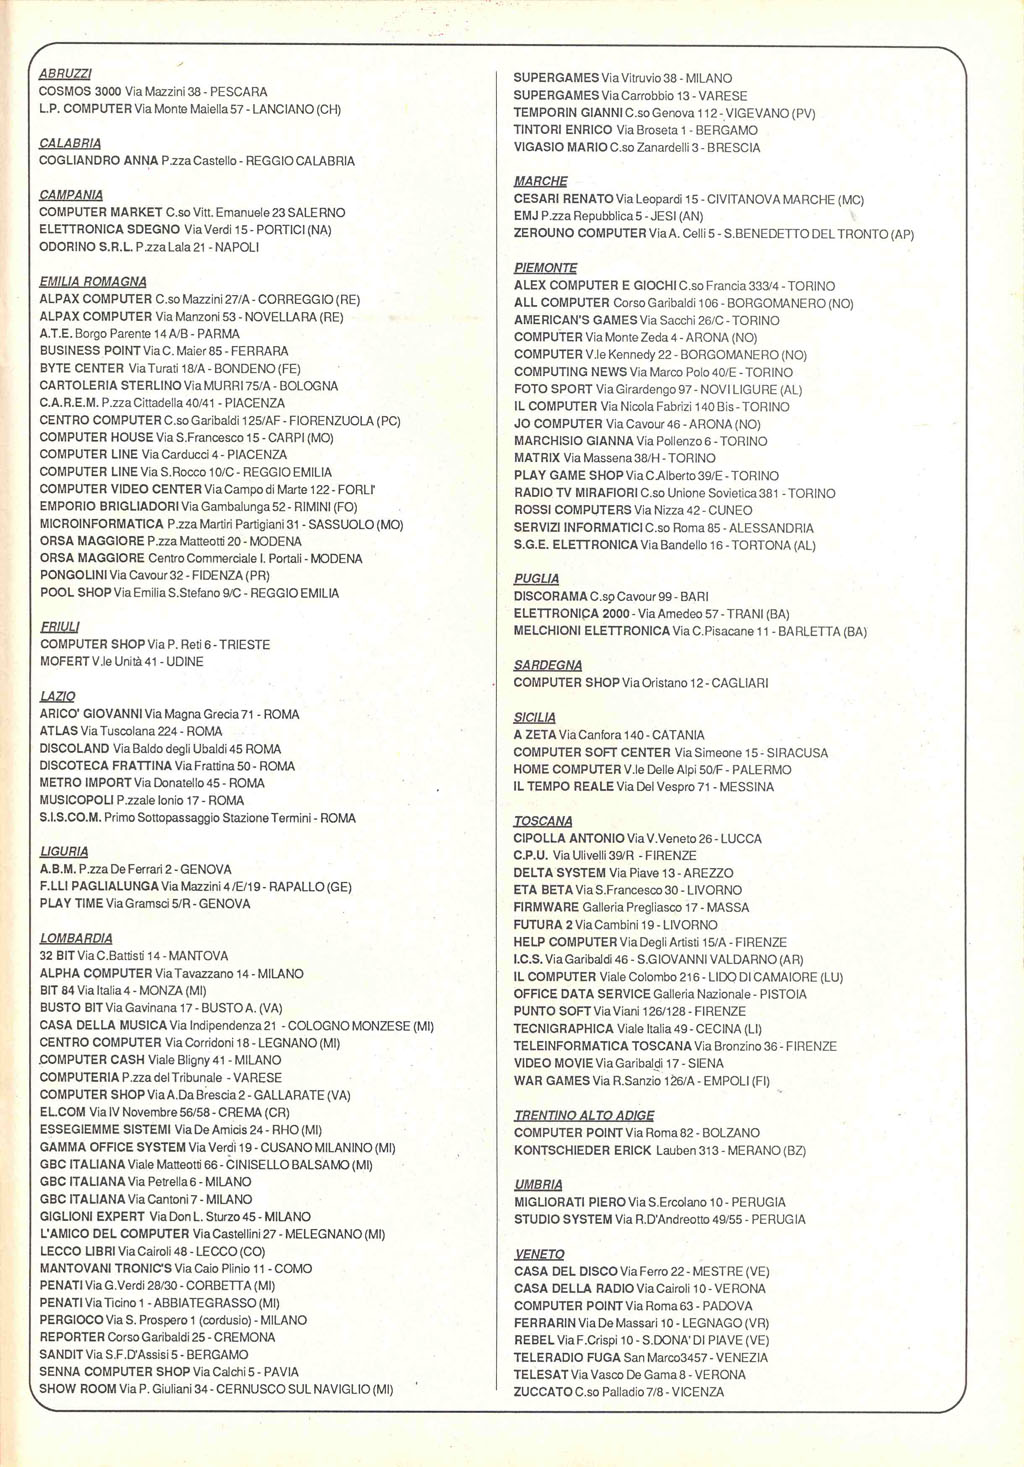 ABRUZZI
COSMOS 3000 Via Mazzini 38 - PESCARA
L.P. COMPUTER Via Monte Maiella 57 - LANCIANO (CH)
CALABRIA
COGLIANDRO ANNA P.zza Castello - REGGIO CALABRIA
CAMPANIA
COMPUTER MARKET C.so Vitt. Emanuele 23 SALERNO
ELETTRONICA SDEGNO Via Verdi 15 - PORTICI (NA)
ODORINO S.R.L. P.zza Lala 21 - NAPOLI
EMILIA ROMAGNA
ALPAX COMPUTER C.so Mazzini 27/A - CORREGGIO (RE)
ALPAX COMPUTER Via Manzoni 53 - NOVELLARA (RE)
A.T.E. Borgo Parente 14 A/B - PARMA
BUSINESS POINT Via C. Maier 85 - FERRARA
BYTE CENTER Via Turati 18/A - BONDENO (FE)
CARTOLERIA STERLINO Via MURRI 75/A - BOLOGNA
C.A.R.E.M. P.zza Cittadella 40/41 - PIACENZA
CENTRO COMPUTER C.so Garibaldi 125/AF - FIORENZUOLA (PC)
COMPUTER HOUSE Via S.Francesco 15 - CARPI (MO)
COMPUTER LINE Via Carducci 4 - PIACENZA
COMPUTER LINE Via S.Rocco 10/C - REGGIO EMILIA
COMPUTER VIDEO CENTER Via Campo di Marte 122 - FORLI'
EMPORIO BRIGLIADORI Via Gambalunga 52 - RIMINI (FO)
MICROINFORMATICA P.zza Martiri Partigiani 31 - SASSUOLO (MO)
ORSA MAGGIORE P.zza Matteotti 20 - MODENA
ORSA MAGGIORE Centro Commerciale I. Portali - MODENA
PONGOLINI Via Cavour 32 - FIDENZA (PR)
POOL SHOP Via Emilia S.Stefano 9/C - REGGIO EMILIA
FRIULI
COMPUTER SHOP Via P. Reti 6 - TRIESTE
MOFERT V.le Unità 41 - UDINE
LAZIO
ARICO' GIOVANNI Via Magna Grecia 71 - ROMA
ATLAS Via Tuscolana 224 - ROMA
DISCOLAND Via Baldo degli Ubaldi 45 ROMA
DISCOTECA FRATTINA Via Frattina 50 - ROMA
METRO IMPORT Via Donatello 45 - ROMA
MUSICOPOLI P.zzale Ionio 17 - ROMA
S.I.S.CO.M. Primo Sottopassaggio Stazione Termini - ROMA
LIGURIA
A.B.M. P.zza De Ferrari 2 - GENOVA
F.LLI PAGLIALUNGA Via Mazzini 4 /E/19 - RAPALLO (GE)
PLAY TIME Via Gramsci 5/R - GENOVA
LOMBARDIA
32 BIT Via C.Battisti 14 - MANTOVA
ALPHA COMPUTER Via Tavazzano 14 - MILANO
BIT 84 Via Italia 4 - MONZA (MI)
BUSTO BIT Via Gavinana 17 - BUSTO A. (VA)
CASA DELLA MUSICA Via Indipendenza 21 - COLOGNO MONZESE (MI)
CENTRO COMPUTER Via Corridoni 18 - LEGNANO (MI)
COMPUTER CASH Viale Bligny 41 - MILANO
COMPUTERIA P.zza del Tribunale - VARESE
COMPUTER SHOP Via A.Da Brescia 2 - GALLARATE (VA)
EL.COM Via IV Novembre 56/58 - CREMA (CR)
ESSEGIEMME SISTEMI Via De Amicis 24 - RHO (MI)
GAMMA OFFICE SYSTEM Via Verdi 19 - CUSANO MILANINO (MI)
GBC ITALIANA Viale Matteotti 66 - CINISELLO BALSAMO (MI)
GBC ITALIANA Via Petrella 6 - MILANO
GBC ITALIANA Via Cantoni 7 - MILANO
GIGLIONI EXPERT Via Don L. Sturzo 45 - MILANO
L'AMICO DEL COMPUTER Via Castellini 27 - MELEGNANO (MI)
LECCO LIBRI Via Cairoli 48 - LECCO (CO)
MANTOVANI TRONIC'S Via Caio Plinio 11 - COMO
PENATI Via G.Verdi 28/30 - CORBETTA (MI)
PENATI Via Ticino 1 - ABBIATEGRASSO (MI)
PERGIOCO Via S. Prospero 1 (cordusio) - MILANO
REPORTER Corso Garibaldi 25 - CREMONA
SANDIT Via S.F.D'Assisi 5 - BERGAMO
SENNA COMPUTER SHOP Via Calchi 5 - PAVIA
SHOW ROOM Via P. Giuliani 34 - CERNUSCO SUL NAVIGLIO (MI)
SUPERGAMES Via Vitruvio 38 - MILANO
SUPERGAMES Via Carrobbio 13 - VARESE
TEMPORIN GIANNI C.so Genova 112 - VIGEVANO (PV)
TINTORI ENRICO Via Broseta 1 - BERGAMO
VIGASIO MARIO C.so Zanardelli 3 - BRESCIA
MARCHE
CESARI RENATO Via Leopardi 15 - CIVITANOVA MARCHE (MC)
EMJ P.zza Repubblica 5 - JESI (AN)
ZEROUNO COMPUTER Via A. Celli 5 - S.BENEDETTO DEL TRONTO (AP)
PIEMONTE
ALEX COMPUTER E GIOCHI C.so Francia 333/4 - TORINO
ALL COMPUTER Corso Garibaldi 106 - BORGOMANERO (NO)
AMERICAN'S GAMES Via Sacchi 26/C - TORINO
COMPUTER Via Monte Zeda 4 - ARONA (NO)
COMPUTER V.le Kennedy 22 - BORGOMANERO (NO)
COMPUTING NEWS Via Marco Polo 40/E - TORINO
FOTO SPORT Via Girardengo 97 - NOVI LIGURE (AL)
IL COMPUTER Via Nicola Fabrizi 140 Bis - TORINO
JO COMPUTER Via Cavour 46 - ARONA (NO)
MARCHISIO GIANNA Via Pollenzo 6 - TORINO
MATRIX Via Massena 38/H - TORINO
PLAY GAME SHOP Via C.Alberto 39/E - TORINO
RADIO TV MIRAFIORI C.so Unione Sovietica 381 - TORINO
ROSSI COMPUTERS Via Nizza 42 - CUNEO
SERVIZI INFORMATICI C.so Roma 85 - ALESSANDRIA
S.G.E. ELETTRONICA Via Bandello 16 - TORTONA (AL)
PUGLIA
DISCORAMA C.so Cavour 99 - BARI
ELETTRONICA 2000 - Via Amedeo 57 - TRANI (BA)
MELCHIONI ELETTRONICA Via C.Pisacane 11 - BARLETTA (BA)
SARDEGNA
COMPUTER SHOP Via Oristano 12 - CAGLIARI
SICILIA
A ZETA Via Canfora 140 - CATANIA
COMPUTER SOFT CENTER Via Simeone 15 - SIRACUSA
HOME COMPUTER V.le Delle Alpi 50/F - PALERMO
IL TEMPO REALE Via Del Vespro 71 - MESSINA
TOSCANA
CIPOLLA ANTONIO Via V.Veneto 26 - LUCCA
C.P.U. Via Ulivelli 39/R - FIRENZE
DELTA SYSTEM Via Piave 13 - AREZZO
ETA BETA Via S.Francesco 30 - LIVORNO
FIRMWARE Galleria Pregliasco 17 - MASSA
FUTURA 2 Via Cambini 19 - LIVORNO
HELP COMPUTER Via Degli Artisti 15/A - FIRENZE
I.C.S. Via Garibaldi 46 - S.GIOVANNI VALDARNO (AR)
IL COMPUTER Viale Colombo 216 - LIDO DI CAMAIORE (LU)
OFFICE DATA SERVICE Galleria Nazionale - PISTOIA
PUNTO SOFT Via Viani 126/128 - FIRENZE
TECNIGRAPHICA Viale Italia 49 - CECINA (LI)
TELEINFORMATICA TOSCANA Via Bronzino 36 - FIRENZE
VIDEO MOVIE Via Garibaldi 17 - SIENA
WAR GAMES Via R.Sanzio 126/A - EMPOLI (FI)
TRENTINO ALTO ADIGE
COMPUTER POINT Via Roma 82 - BOLZANO
KONTSCHIEDER ERICK Lauben 313 - MERANO (BZ)
UMBRIA
MIGLIORATI PIERO Via S.Ercolano 10 - PERUGIA
STUDIO SYSTEM Via R.D'Andreotto 49/55 - PERUGIA
VENETO
CASA DEL DISCO Via Ferro 22 - MESTRE (VE)
CASA DELLA RADIO Via Cairoli 10 - VERONA
COMPUTER POINT Via Roma 63 - PADOVA
FERRARIN Via De Massari 10 - LEGNAGO (VR)
REBEL Via F.Crispi 10 - S.DONA' DI PIAVE (VE)
TELERADIO FUGA San Marco 3457 - VENEZIA
TELESAT Via Vasco De Gama 8 - VERONA
ZUCCATO C.so Palladio 7/8 - VICENZA